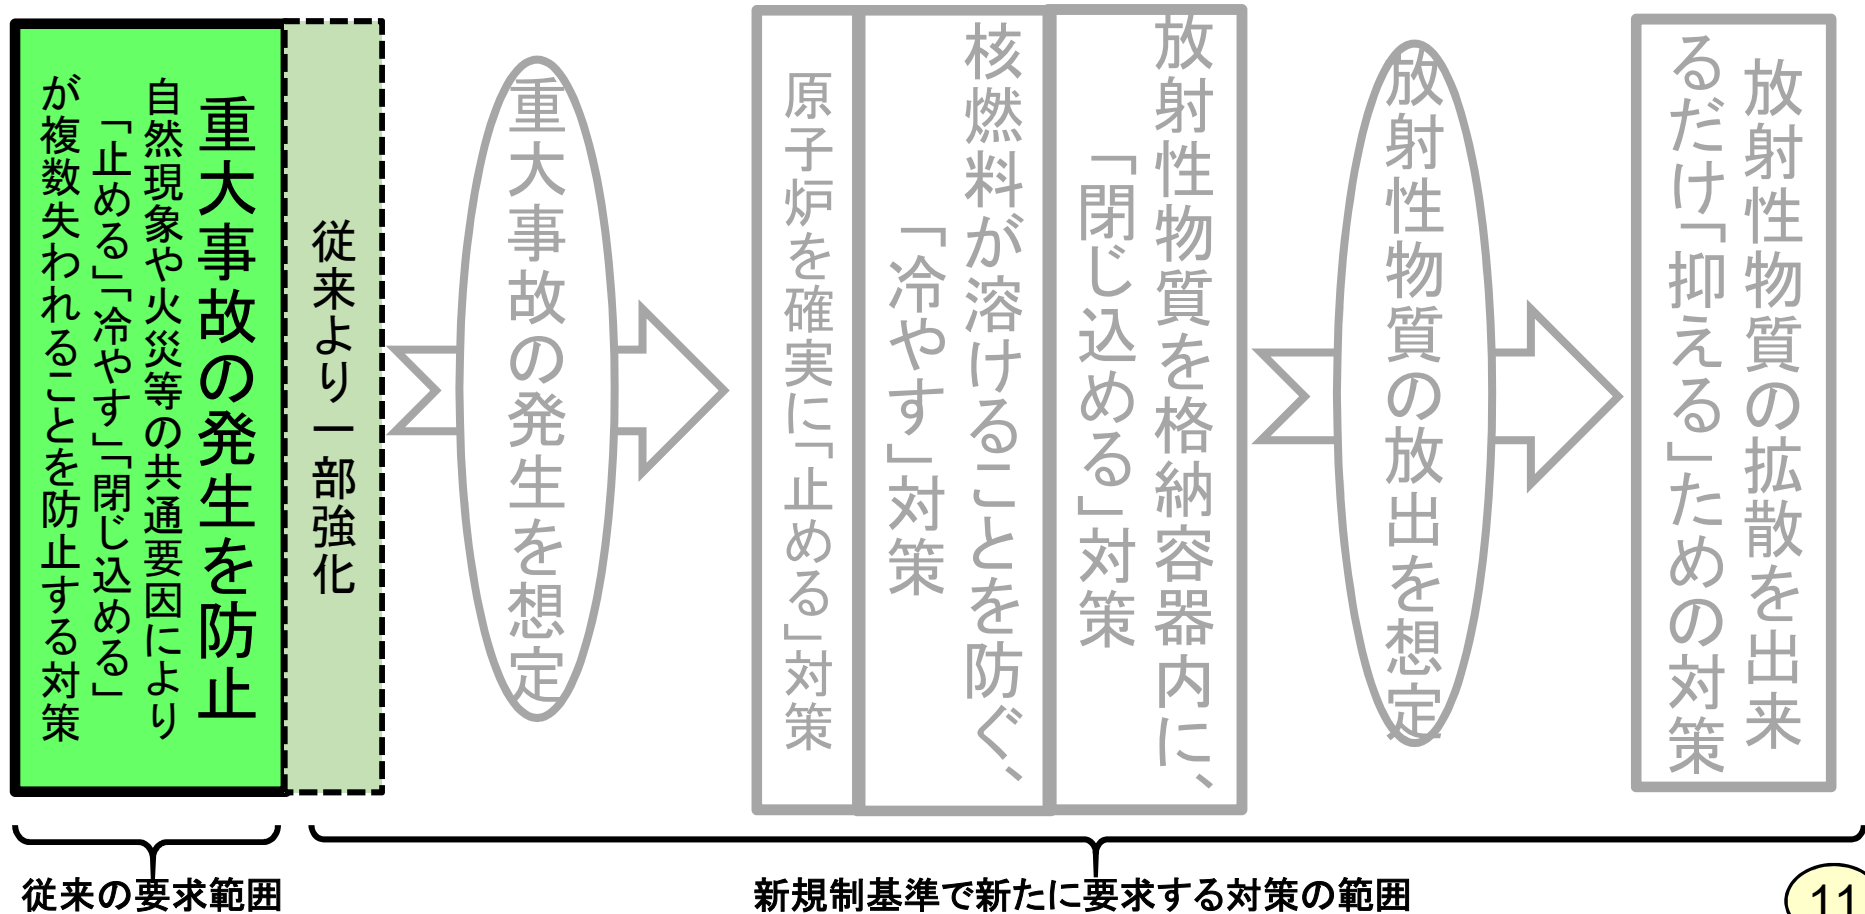 重大事故の発生を防止
自然現象や火災等の共通要因により
「止める」「冷やす」「閉じ込める」
が複数失われることを防止する対策
従来より一部強化
重大事故の発生を想定
原子炉を確実に「止める」対策
核燃料が溶けることを防ぐ、
「冷やす」対策
放射性物質を格納容器内に、
「閉じ込める」対策
放射性物質の放出を想定
放射性物質の拡散を出来
るだけ「抑える」ための対策
従来の要求範囲
新規制基準で新たに要求する対策の範囲
11